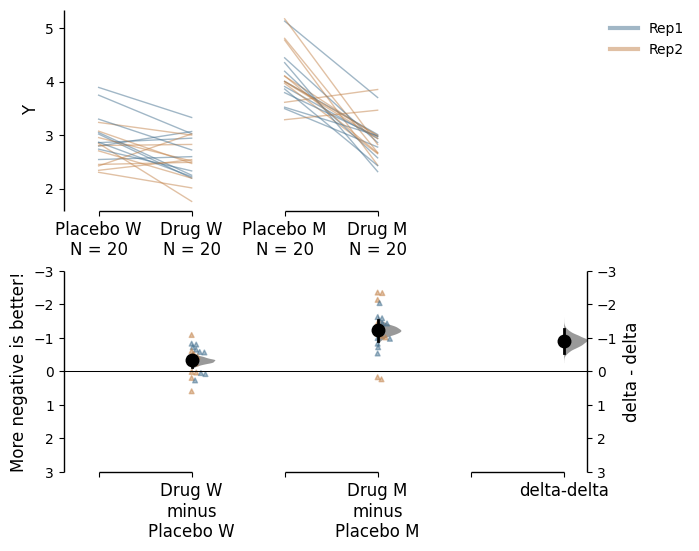 5
4
3
2
Y
Rep1
Rep2
Placebo W
N = 20
Drug W
N = 20
Placebo M
N = 20
Drug M
N = 20
−3
−2
−1
0
1
2
3
More negative is better!
−3
−2
−1
0
1
2
3
delta - delta
Drug W
minus
Placebo W
Drug M
minus
Placebo M
delta-delta